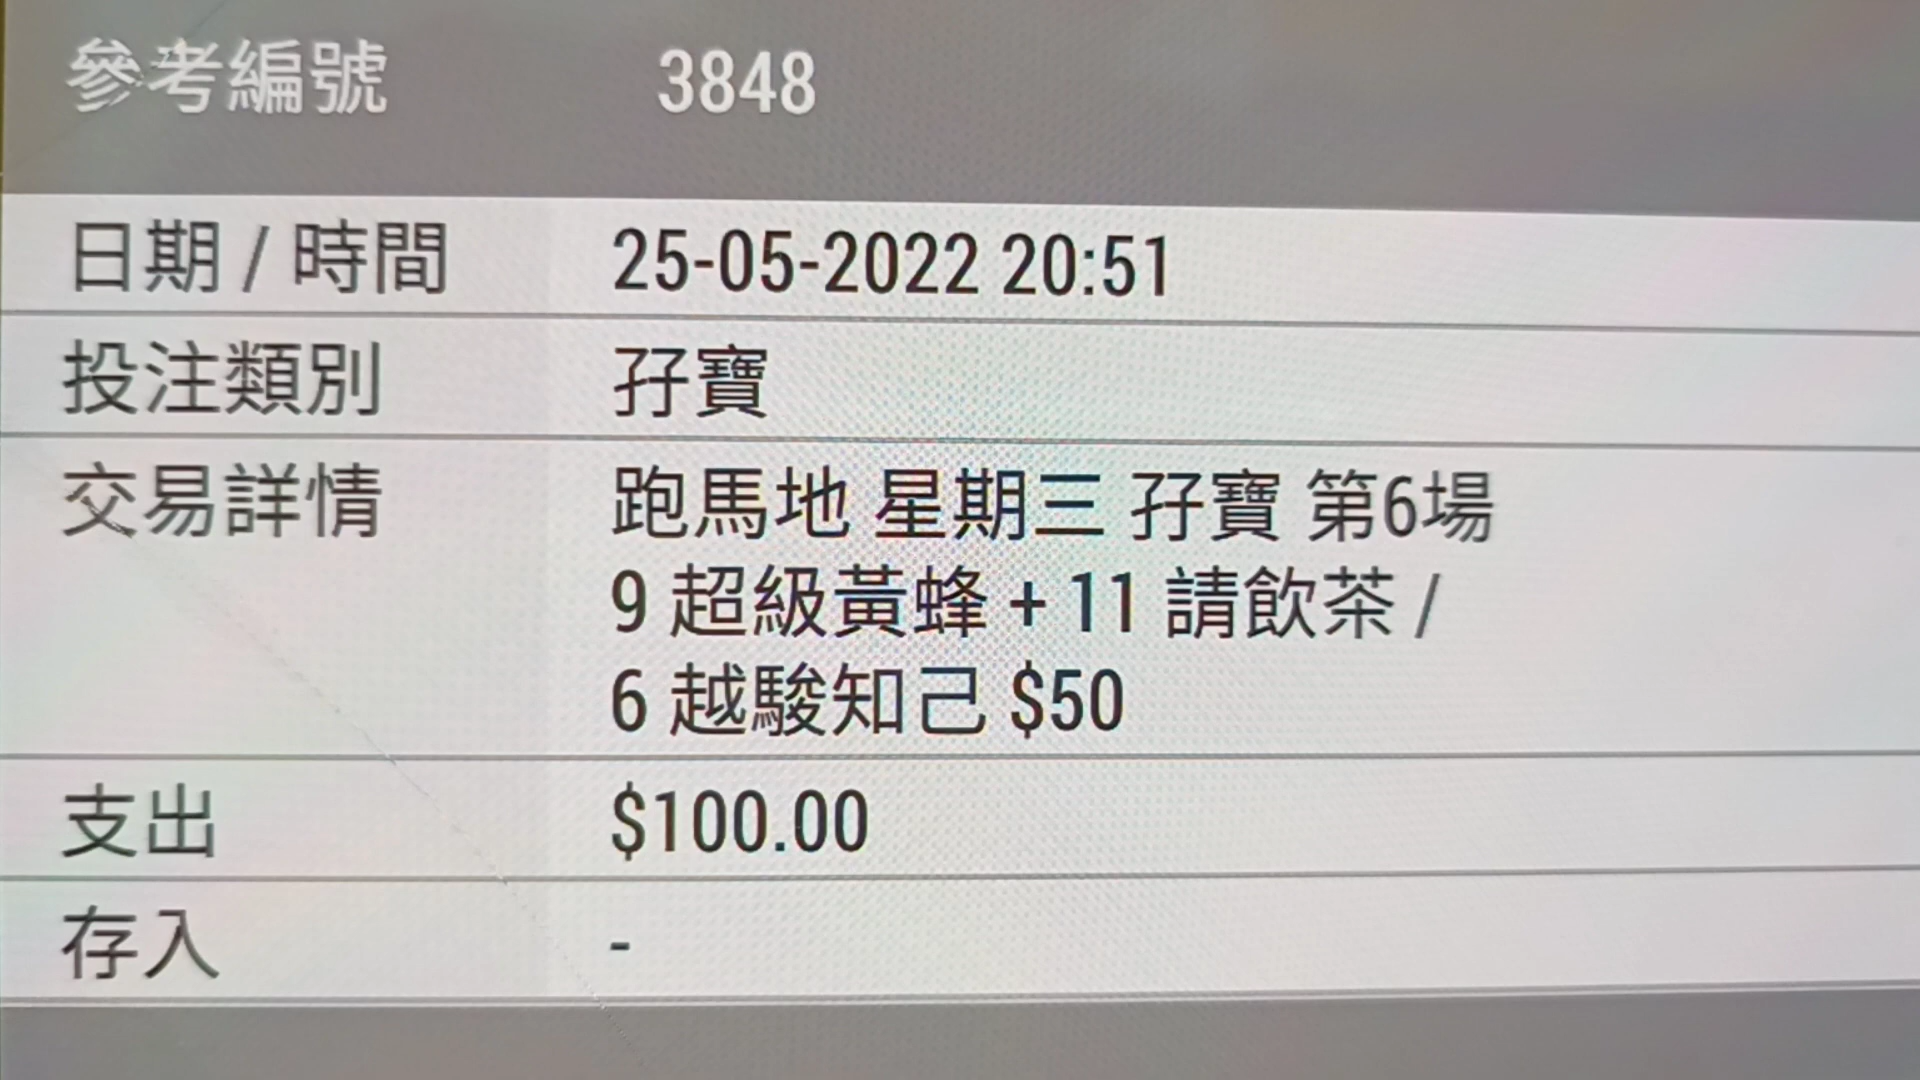 參考編號 3848
日期 / 時間 25-05-2022 20:51
投注類別 孖寶
交易詳情 跑馬地 星期三 孖寶 第6場
9 超級黃蜂 + 11 請飲茶 /
6 越駿知己 $50
支出 $100.00
存入 -